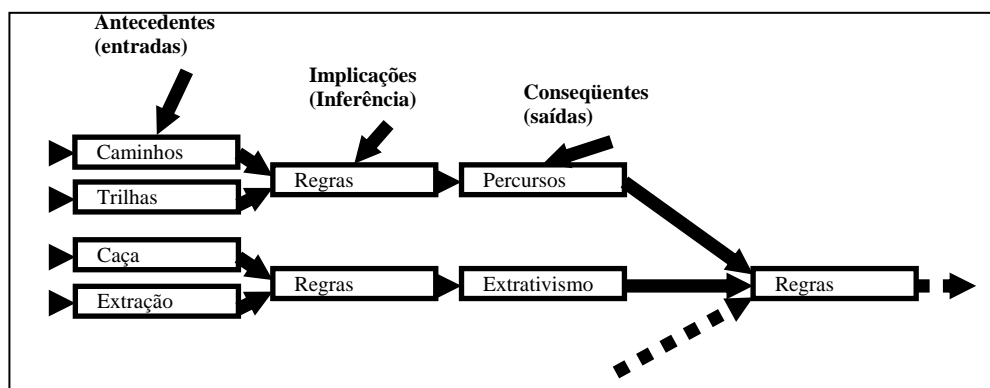 Antecedentes
(entradas)
Implicações
(Inferência)
Conseqüentes
(saídas)
Caminhos
Regras
Percursos
Trilhas
Caça
Regras
Extrativismo
Regras
Extração